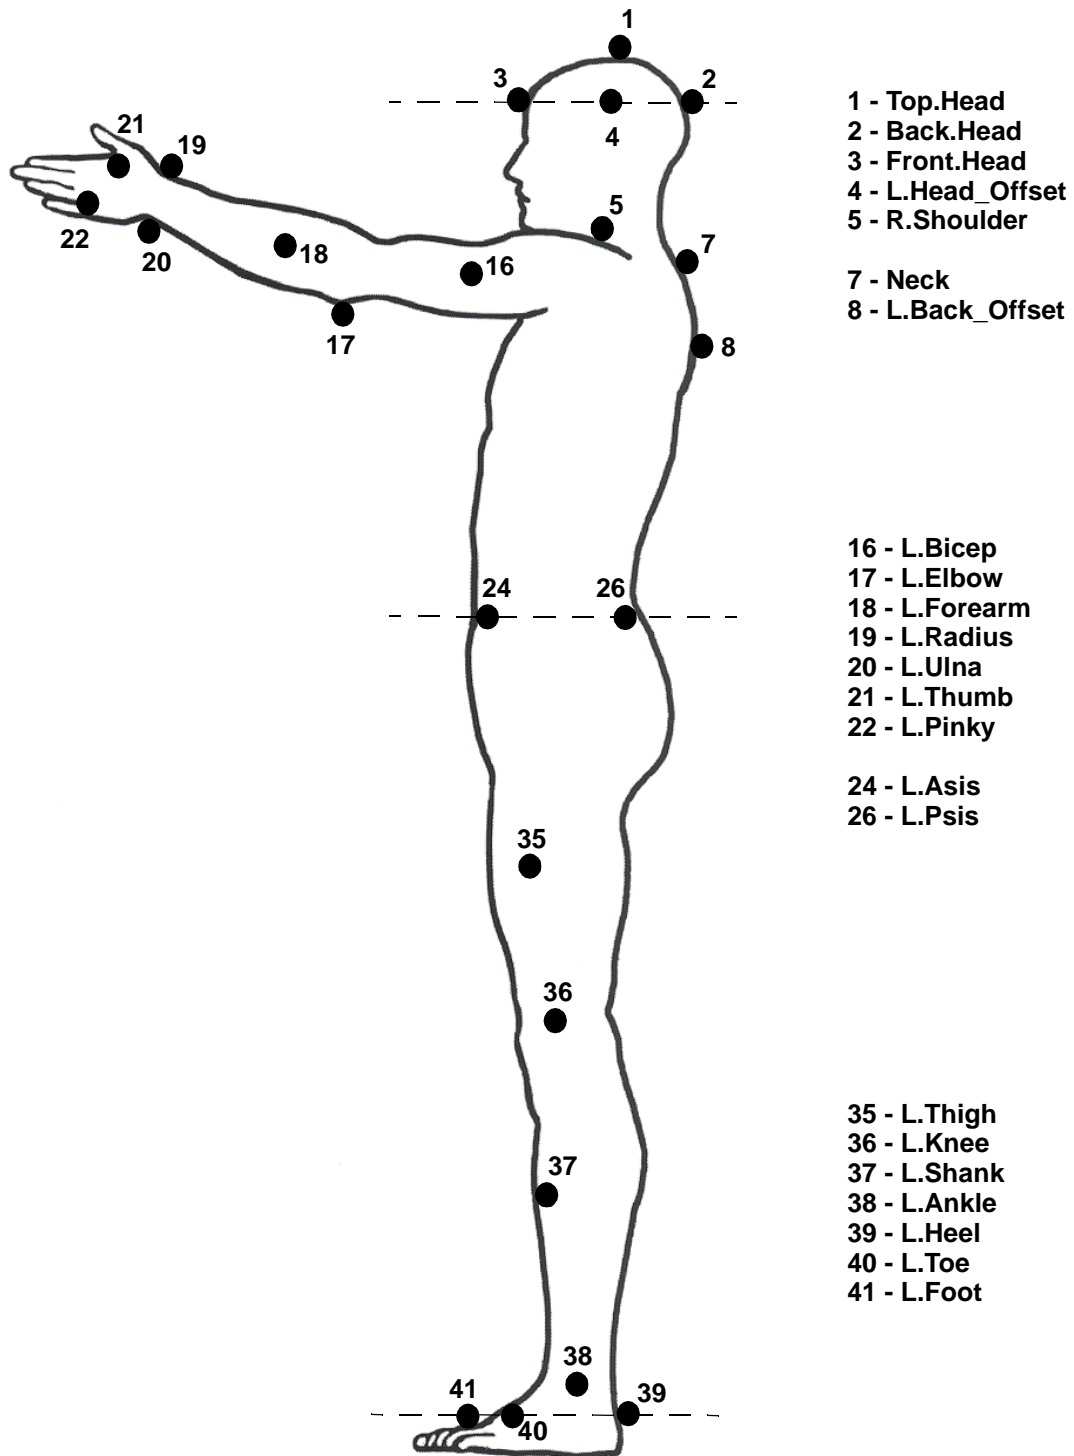 1
3
2
4
21
19
5
7
22
20
18
16
17
8
24
26
35
36
37
38
41
40
39
1 - Top.Head
2 - Back.Head
3 - Front.Head
4 - L.Head_Offset
5 - R.Shoulder
7 - Neck
8 - L.Back_Offset
16 - L.Bicep
17 - L.Elbow
18 - L.Forearm
19 - L.Radius
20 - L.Ulna
21 - L.Thumb
22 - L.Pinky
24 - L.Asis
26 - L.Psis
35 - L.Thigh
36 - L.Knee
37 - L.Shank
38 - L.Ankle
39 - L.Heel
40 - L.Toe
41 - L.Foot